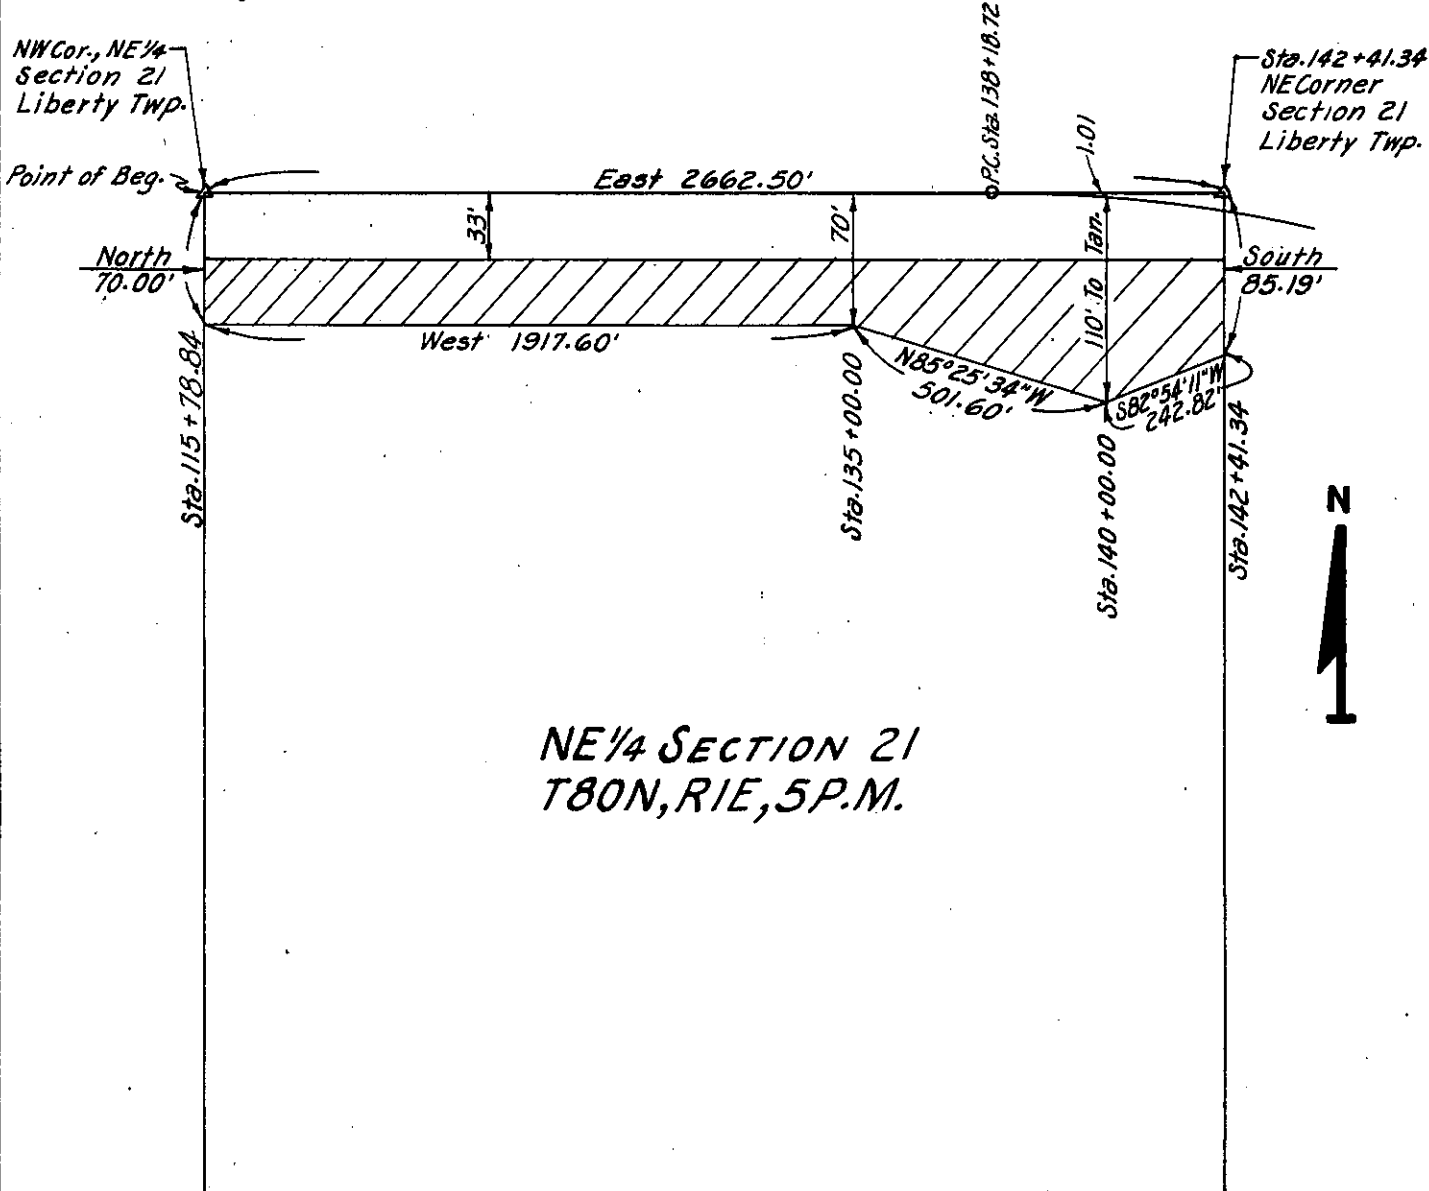 NW Cor., NE¼
Section 21
Liberty Twp.
Point of Beg.
P.C. Sta. 138+18.72
Sta. 142+41.34
NE Corner
Section 21
Liberty Twp.
East 2662.50'
1.01
33'
70'
110' To Tan.
North
70.00'
South
85.19'
West 1917.60'
N85°25'34"W
501.60'
S82°54'11"W
242.82'
Sta. 115+78.84
Sta. 135+00.00
Sta. 140+00.00
Sta. 142+41.34
N
NE¼ SECTION 21
T80N, R1E, 5P.M.